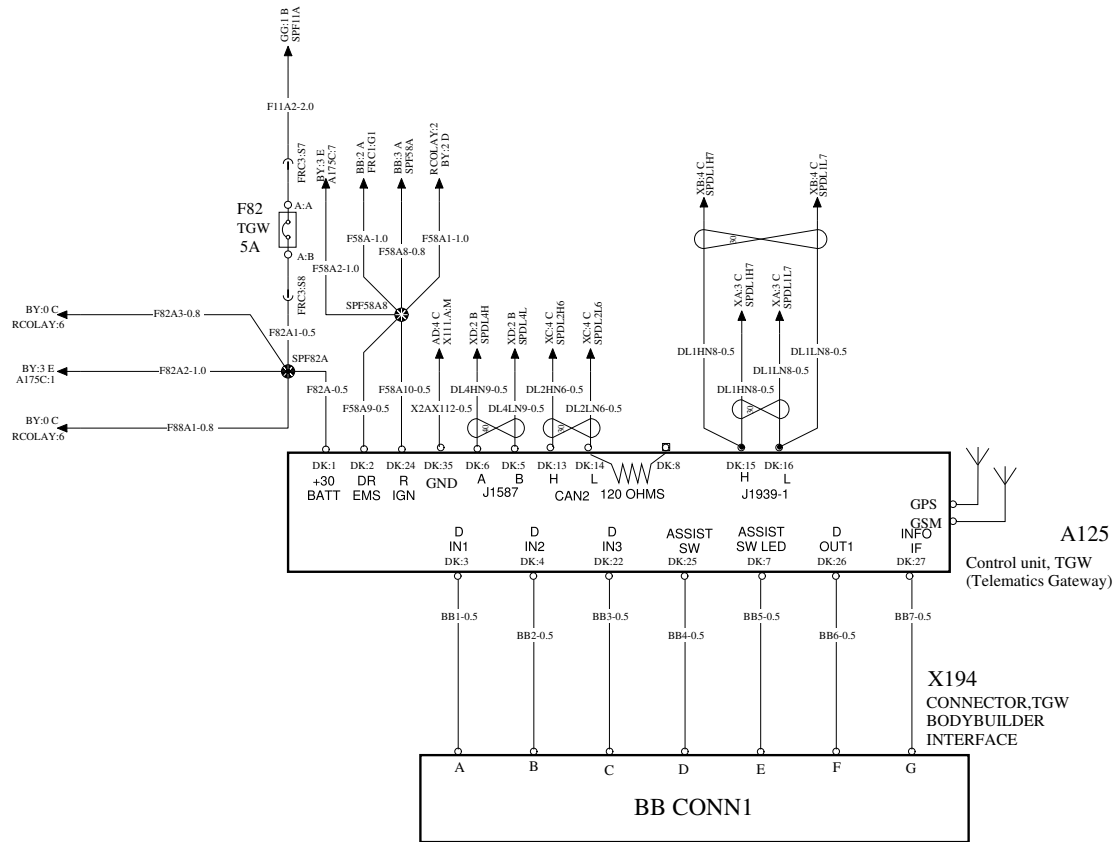 GG:1 B
SPF11A
F11A2-2.0
FRC3:S7
A:A
F82
TGW
5A
A:B
FRC3:S8
BY:3 E
A175C:7
BB:2 A
FRC1:G1
BB:3 A
SPF58A
RCOLAY:2
BY:2 D
F58A2-1.0
F58A-1.0
F58A8-0.8
F58A1-1.0
SPF58A8
BY:0 C
RCOLAY:6
F82A3-0.8
F82A1-0.5
SPF82A
BY:3 E
A175C:1
F82A2-1.0
BY:0 C
RCOLAY:6
F88A1-0.8
F82A-0.5
F58A9-0.5
F58A10-0.5
AD:4 C
X111.A:M
X2AX112-0.5
XD:2 B
SPDL4H
XD:2 B
SPDL4L
DL4HN9-0.5
DL4LN9-0.5
40
XC:4 C
SPDL2H6
XC:4 C
SPDL2L6
DL2HN6-0.5
DL2LN6-0.5
30
XB:4 C
SPDL1H7
XB:4 C
SPDL1L7
30
XA:3 C
SPDL1H7
XA:3 C
SPDL1L7
DL1HN8-0.5
DL1LN8-0.5
DL1LN8-0.5
DL1HN8-0.5
30
DK:1
+30
BATT
DK:2
DR
EMS
DK:24
R
IGN
DK:35
GND
DK:6
A
DK:5
B
J1587
DK:13
H
DK:14
L
CAN2
120 OHMS
DK:8
DK:15
H
DK:16
L
J1939-1
GPS
GSM
A125
Control unit, TGW
(Telematics Gateway)
D
IN1
DK:3
D
IN2
DK:4
D
IN3
DK:22
ASSIST
SW
DK:25
ASSIST
SW LED
DK:7
D
OUT1
DK:26
INFO
IF
DK:27
BB1-0.5
BB2-0.5
BB3-0.5
BB4-0.5
BB5-0.5
BB6-0.5
BB7-0.5
X194
CONNECTOR,TGW
BODYBUILDER
INTERFACE
A
B
C
D
E
F
G
BB CONN1